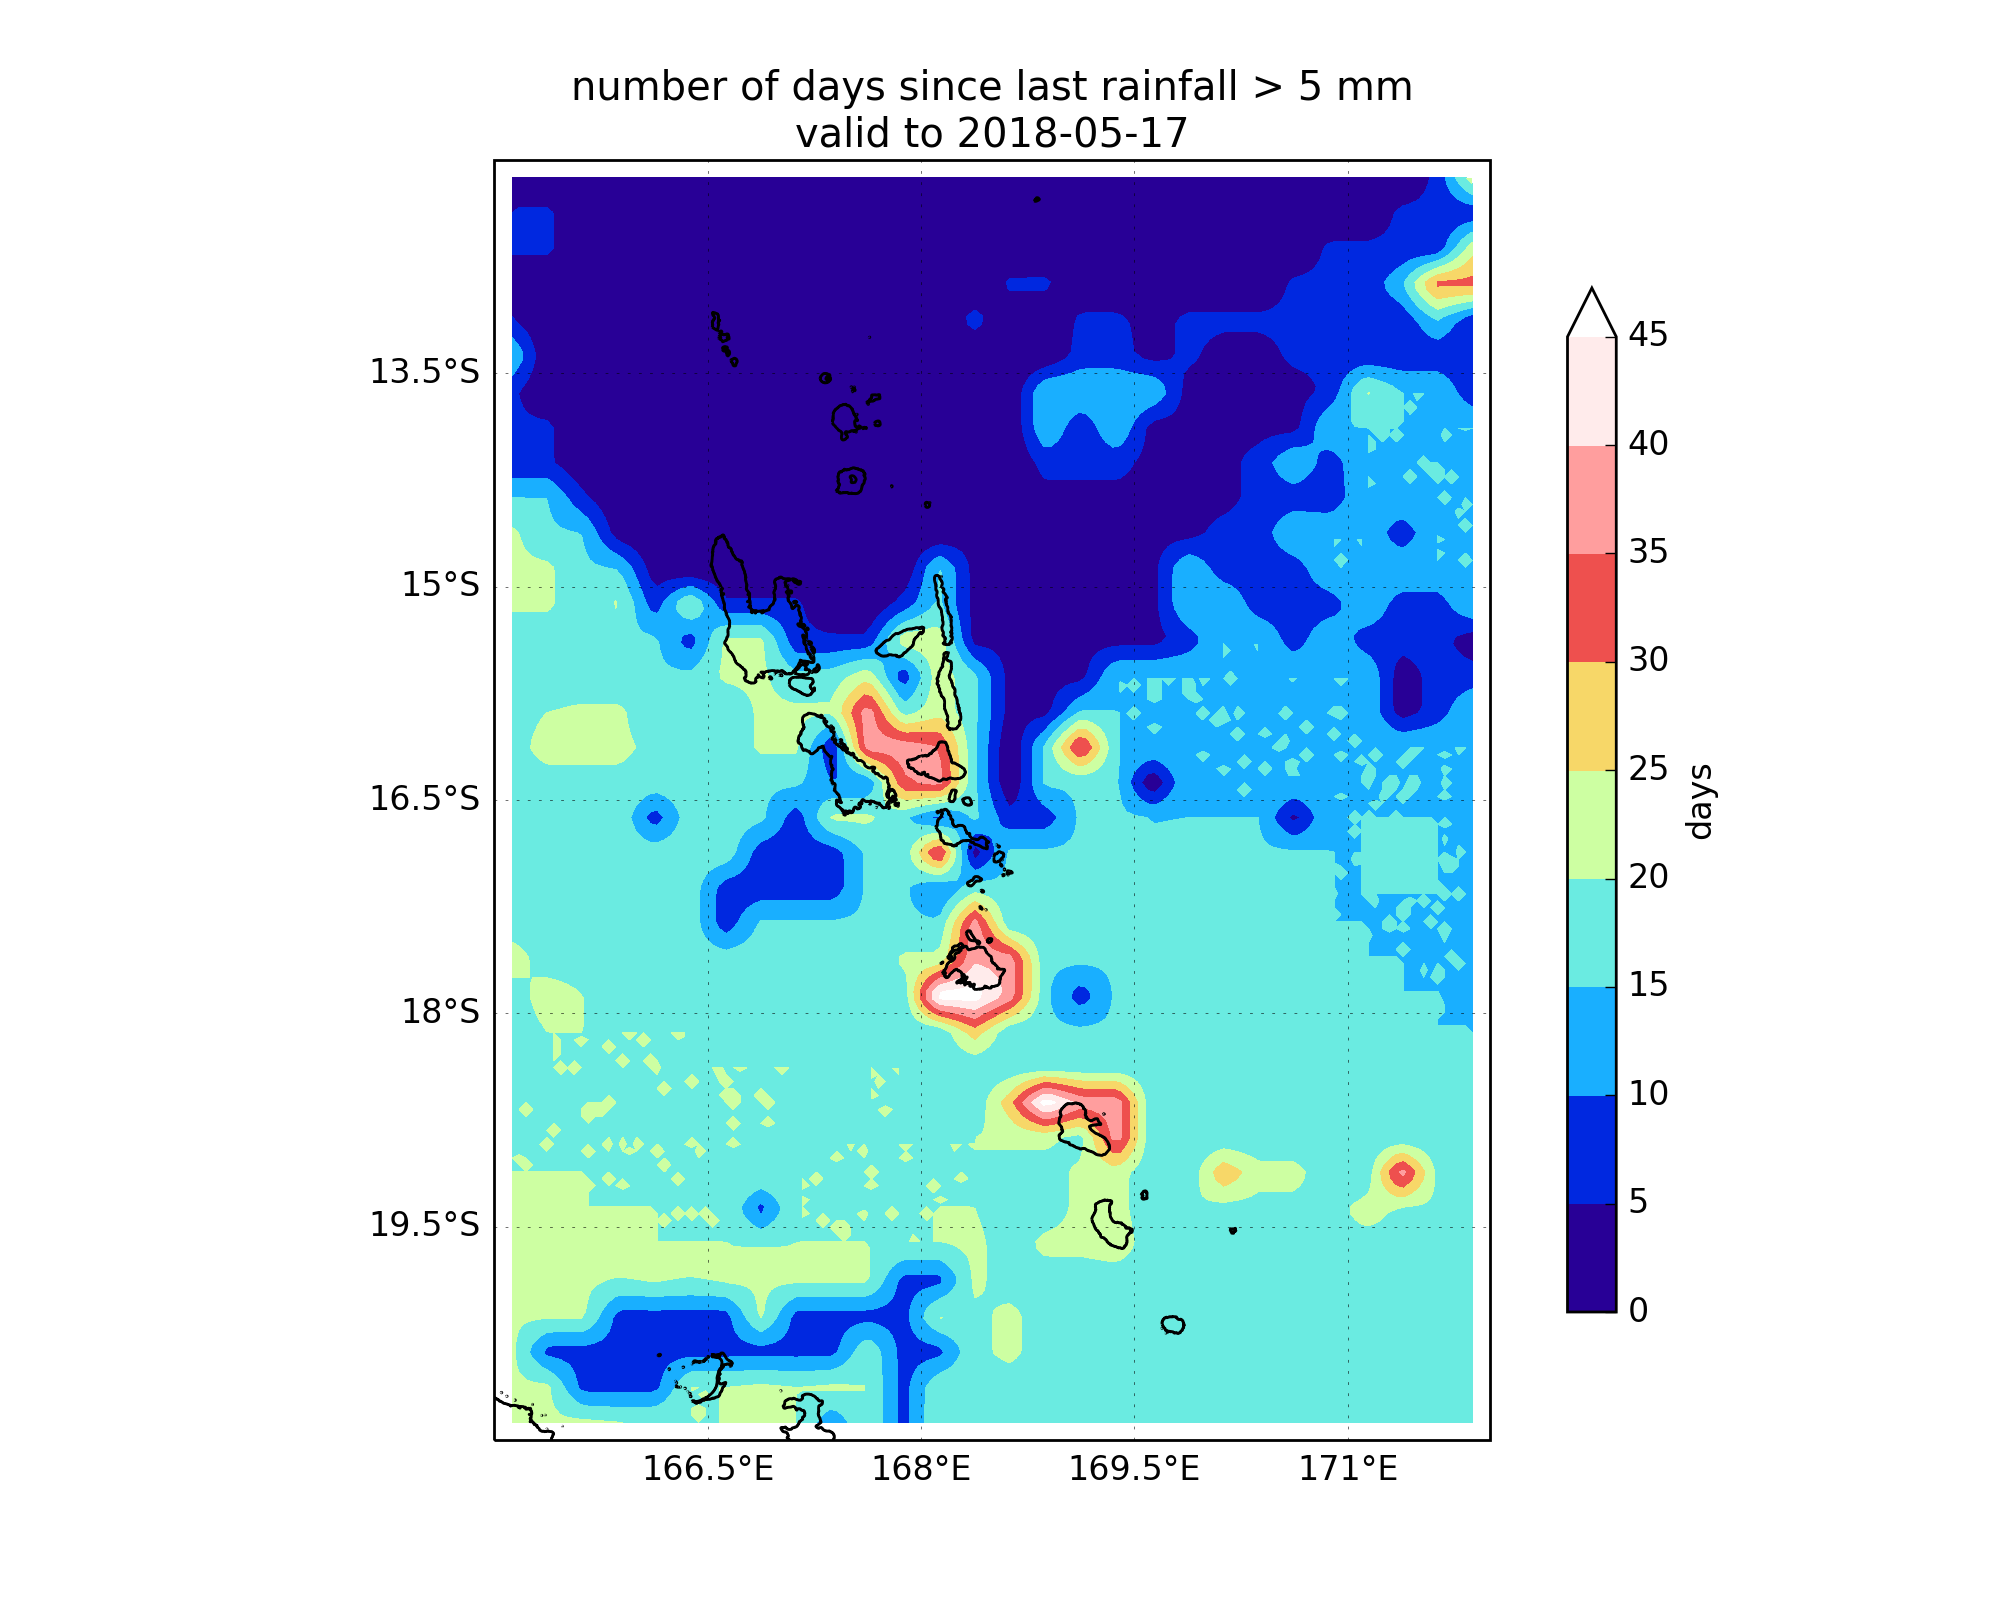 number of days since last rainfall > 5 mm
valid to 2018-05-17
13.5°S
15°S
16.5°S
18°S
19.5°S
166.5°E
168°E
169.5°E
171°E
45
40
35
30
25
20
15
10
5
0
days